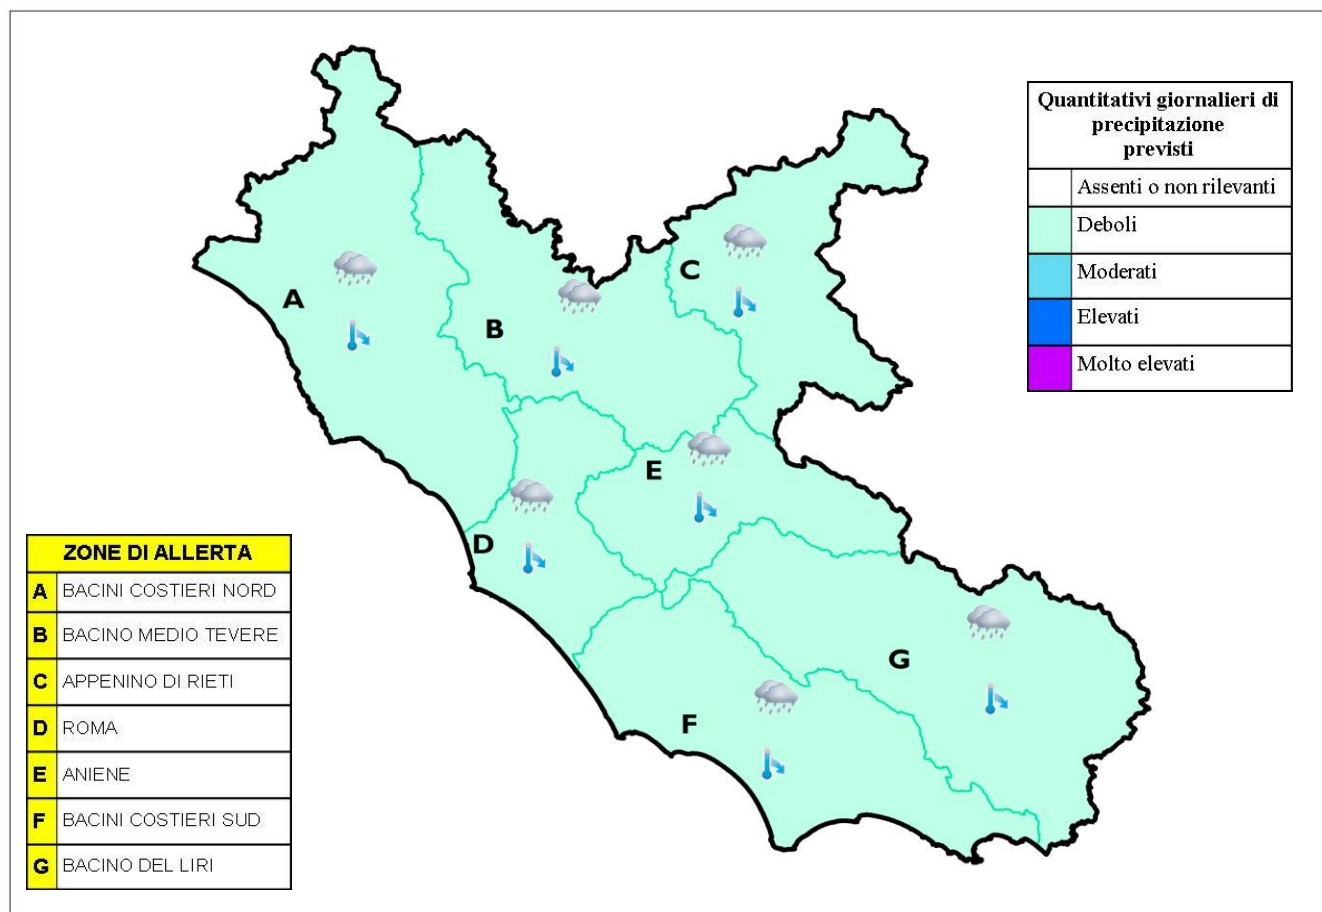 Quantitativi giornalieri di
precipitazione
previsti
Assenti o non rilevanti
Deboli
Moderati
Elevati
Molto elevati
A
B
C
D
E
F
G
ZONE DI ALLERTA
A BACINI COSTIERI NORD
B BACINO MEDIO TEVERE
C APPENINO DI RIETI
D ROMA
E ANIENE
F BACINI COSTIERI SUD
G BACINO DEL LIRI